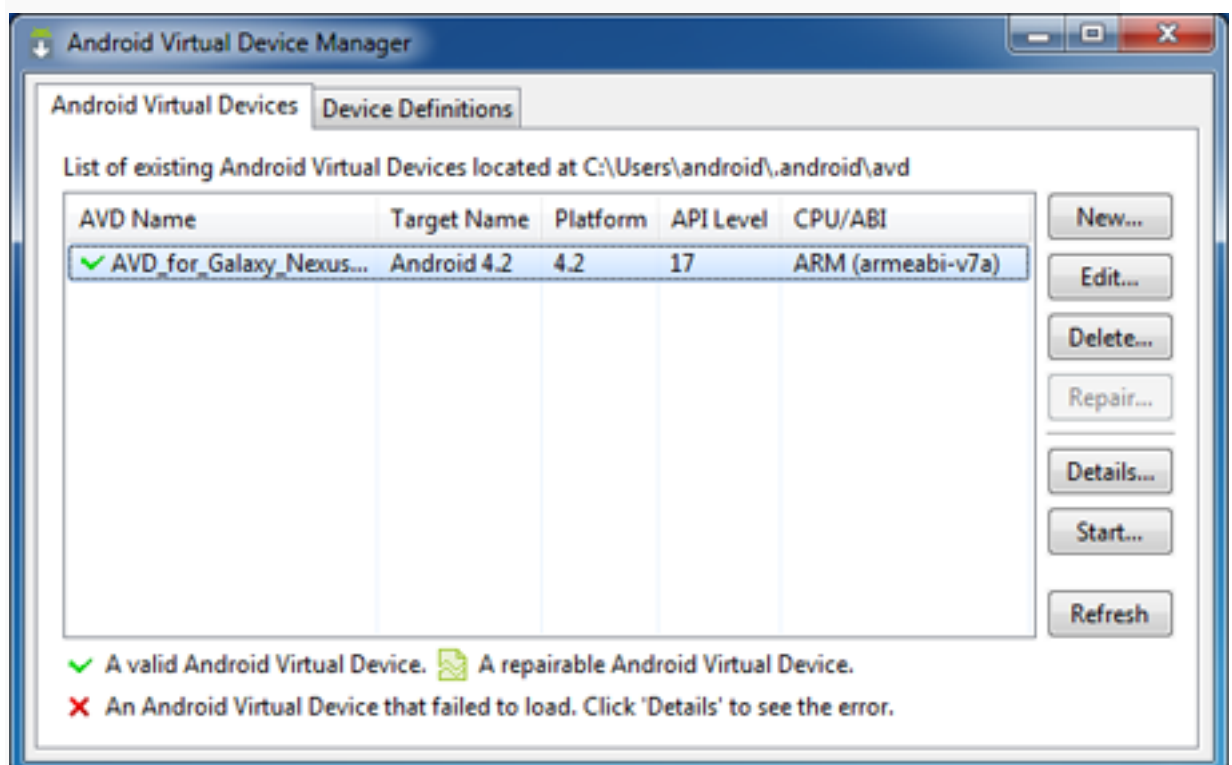 Android Virtual Device Manager
Android Virtual Devices Device Definitions
List of existing Android Virtual Devices located at C:\Users\android\.android\avd
AVD Name Target Name Platform API Level CPU/ABI
AVD_for_Galaxy_Nexus... Android 4.2 4.2 17 ARM (armeabi-v7a)
New...
Edit...
Delete...
Repair...
Details...
Start...
Refresh
A valid Android Virtual Device. A repairable Android Virtual Device.
An Android Virtual Device that failed to load. Click 'Details' to see the error.